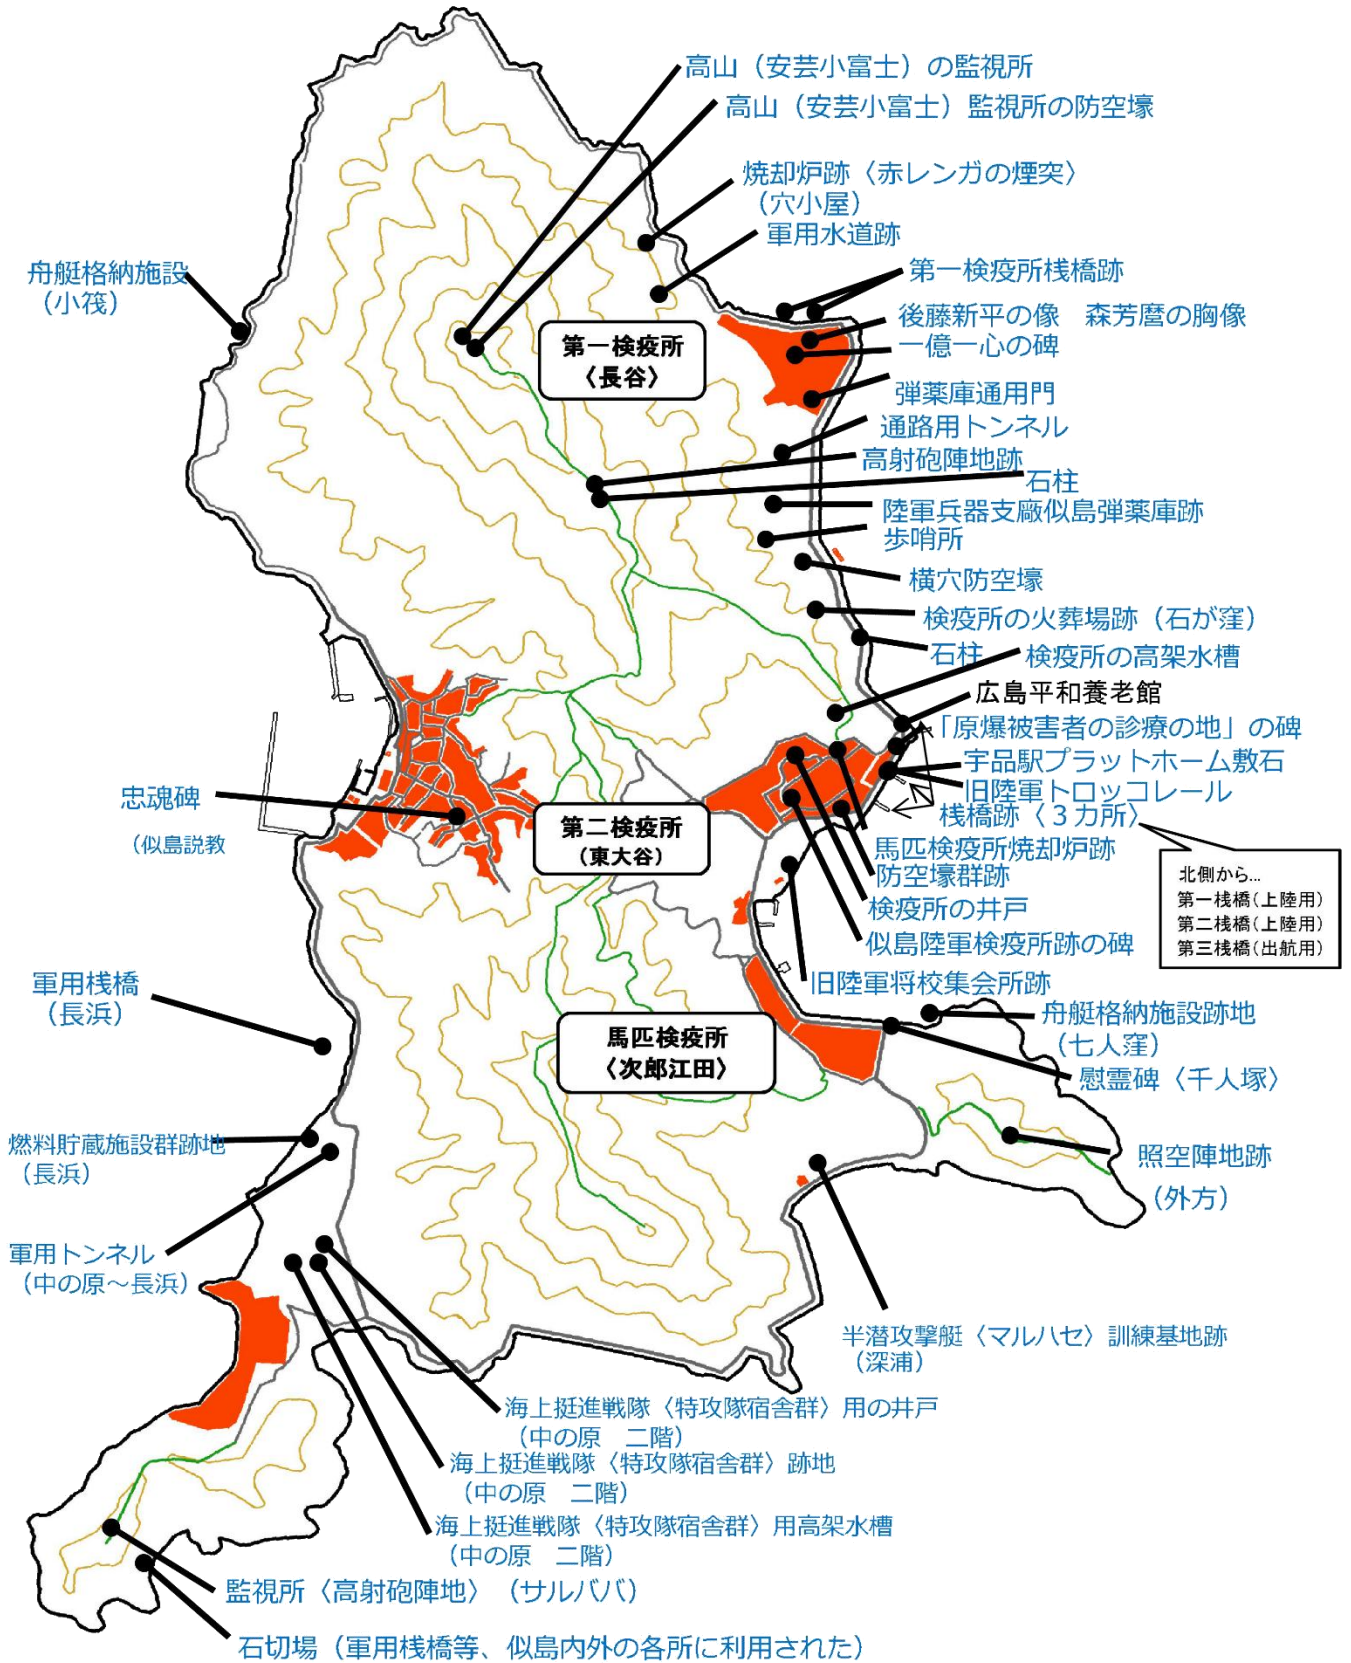 高山（安芸小富士）の監視所
高山（安芸小富士）監視所の防空壕
焼却炉跡〈赤レンガの煙突〉
（穴小屋）
軍用水道跡
舟艇格納施設
（小筏）
第一検疫所桟橋跡
後藤新平の像　森芳麿の胸像
一億一心の碑
第一検疫所
〈長谷〉
弾薬庫通用門
通路用トンネル
高射砲陣地跡
石柱
陸軍兵器支廠似島弾薬庫跡
歩哨所
横穴防空壕
検疫所の火葬場跡（石が窪）
石柱
検疫所の高架水槽
広島平和養老館
「原爆被害者の診療の地」の碑
宇品駅プラットホーム敷石
旧陸軍トロッコレール
桟橋跡〈３カ所〉
忠魂碑
（似島説教
第二検疫所
（東大谷）
馬匹検疫所焼却炉跡
防空壕群跡
検疫所の井戸
似島陸軍検疫所跡の碑
北側から…
第一桟橋（上陸用）
第二桟橋（上陸用）
第三桟橋（出航用）
旧陸軍将校集会所跡
軍用桟橋
（長浜）
舟艇格納施設跡地
（七人窪）
馬匹検疫所
〈次郎江田〉
慰霊碑〈千人塚〉
燃料貯蔵施設群跡地
（長浜）
照空陣地跡
（外方）
軍用トンネル
（中の原～長浜）
半潜攻撃艇〈マルハセ〉訓練基地跡
（深浦）
海上挺進戦隊〈特攻隊宿舎群〉用の井戸
（中の原　二階）
海上挺進戦隊〈特攻隊宿舎群〉跡地
（中の原　二階）
海上挺進戦隊〈特攻隊宿舎群〉用高架水槽
（中の原　二階）
監視所〈高射砲陣地〉（サルババ）
石切場（軍用桟橋等、似島内外の各所に利用された）